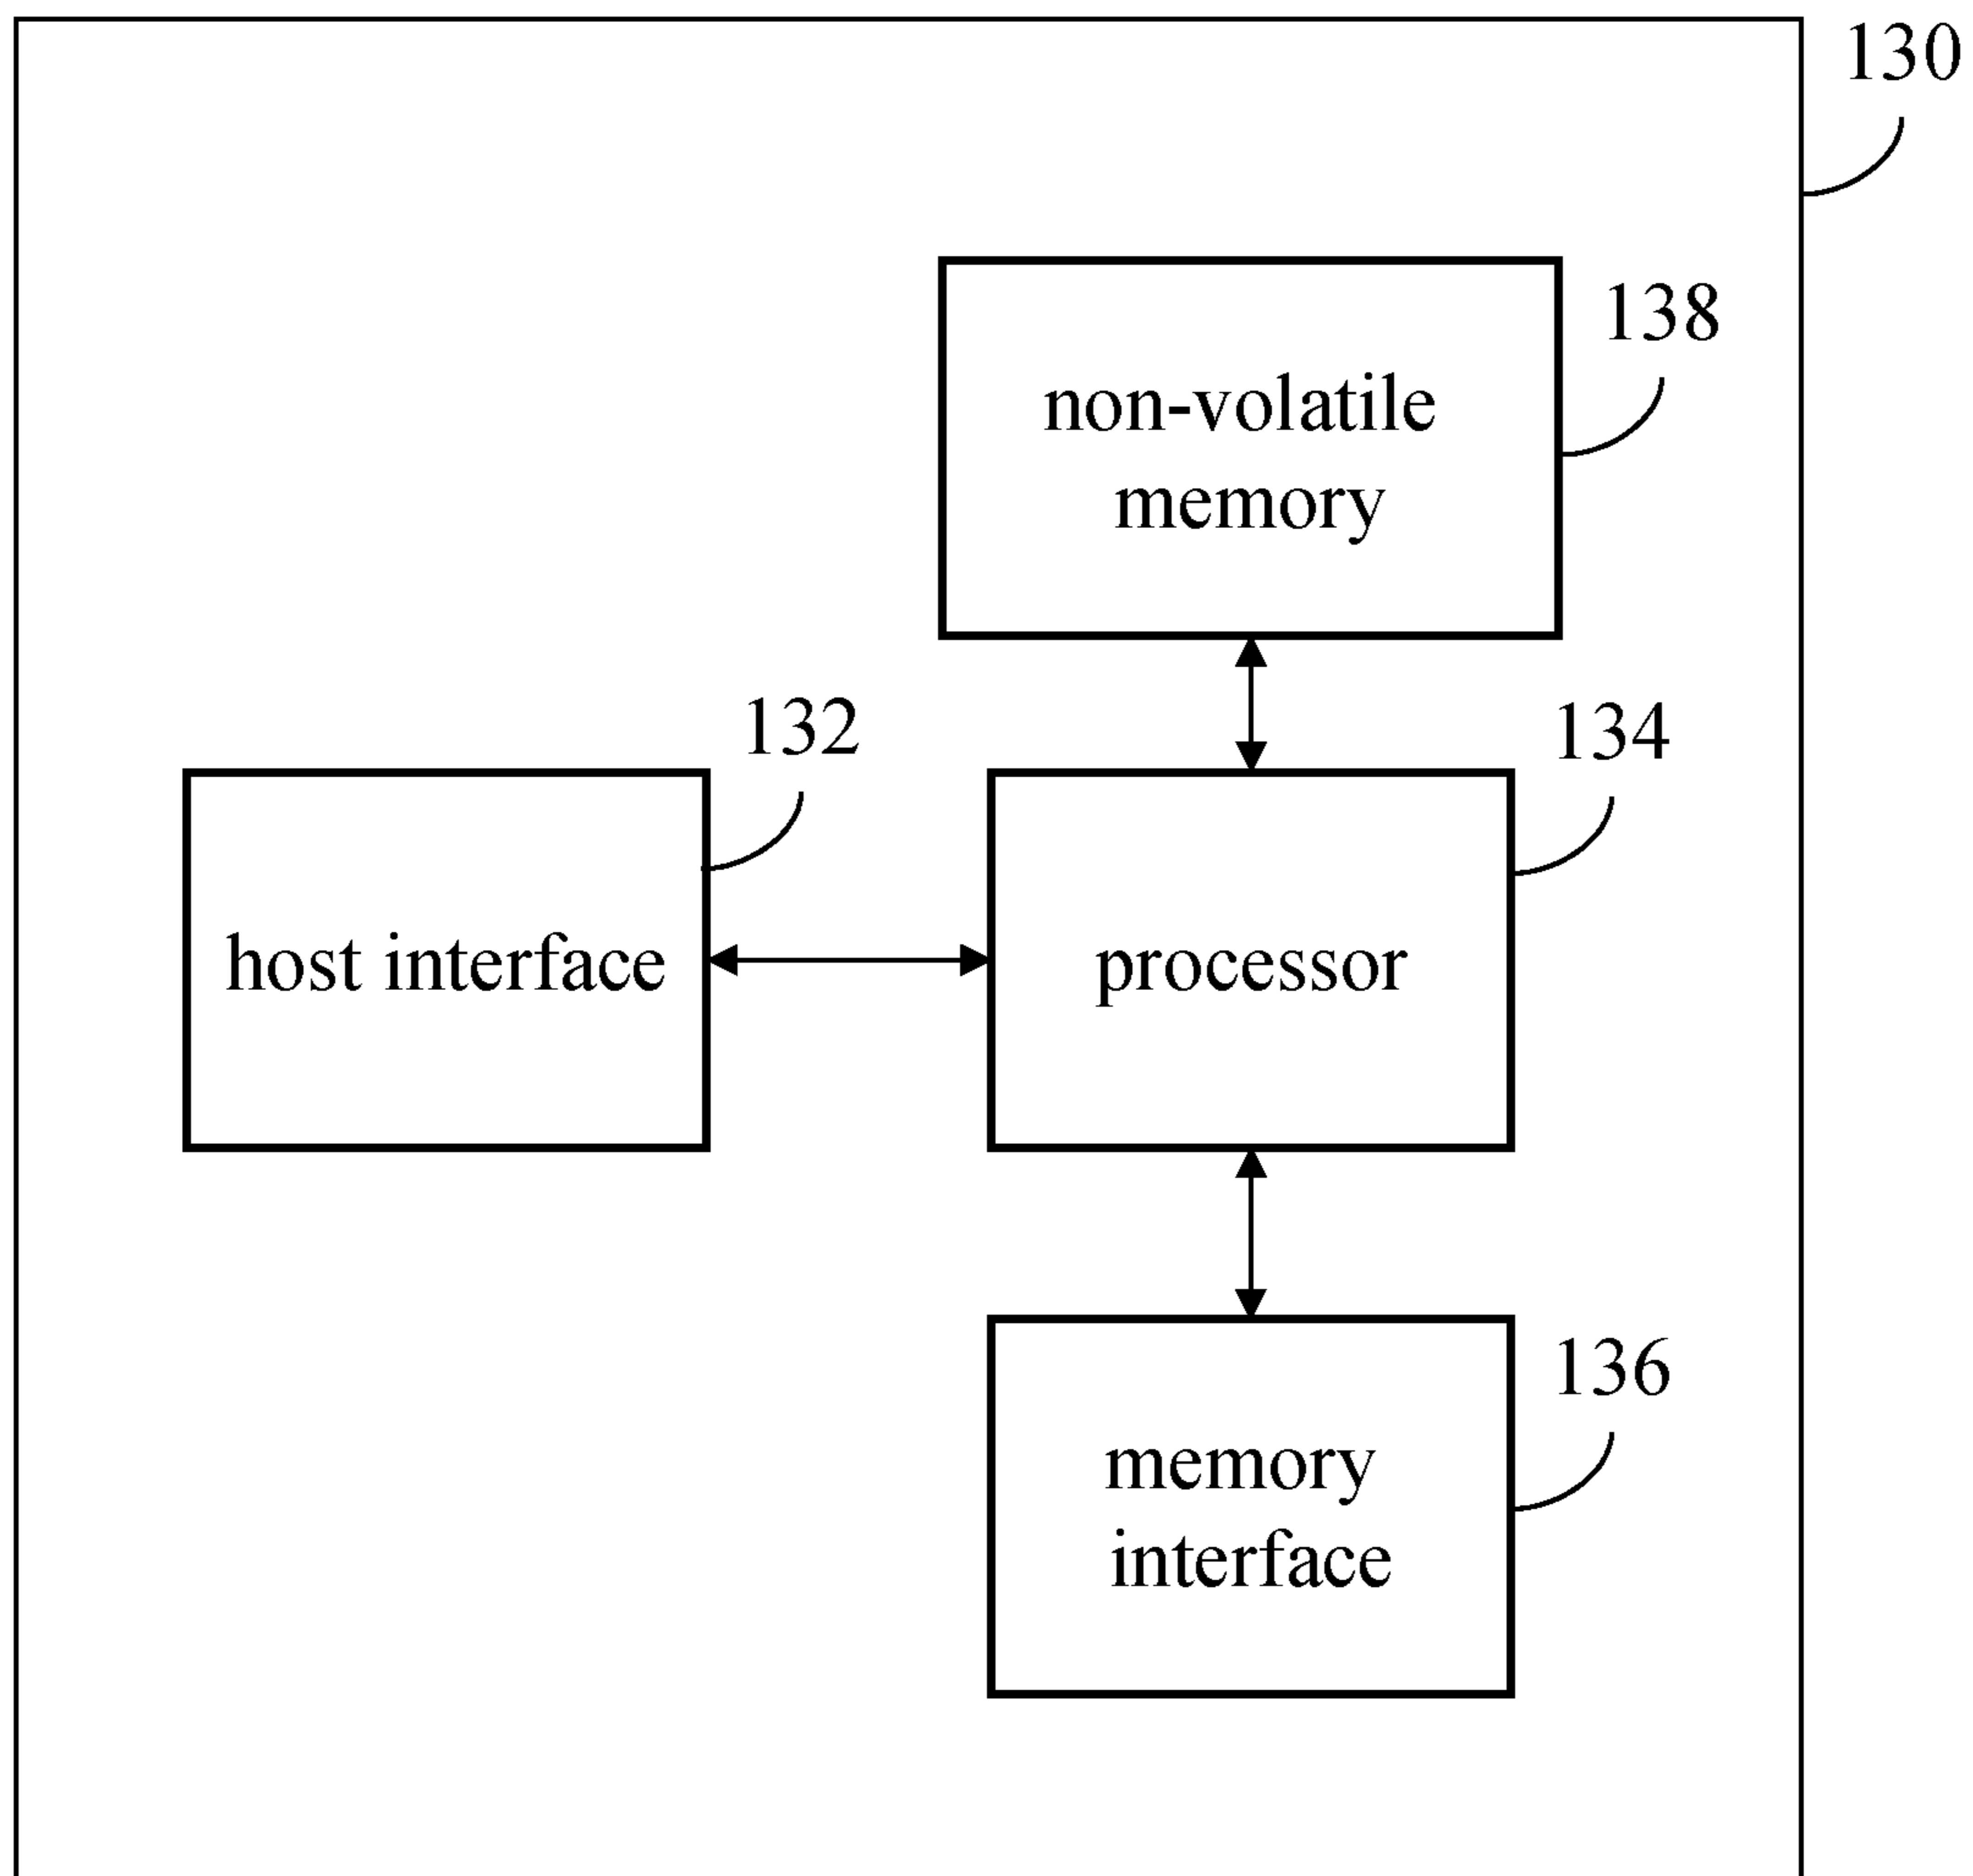 130
138
non-volatile
memory
132
134
host interface
processor
136
memory
interface